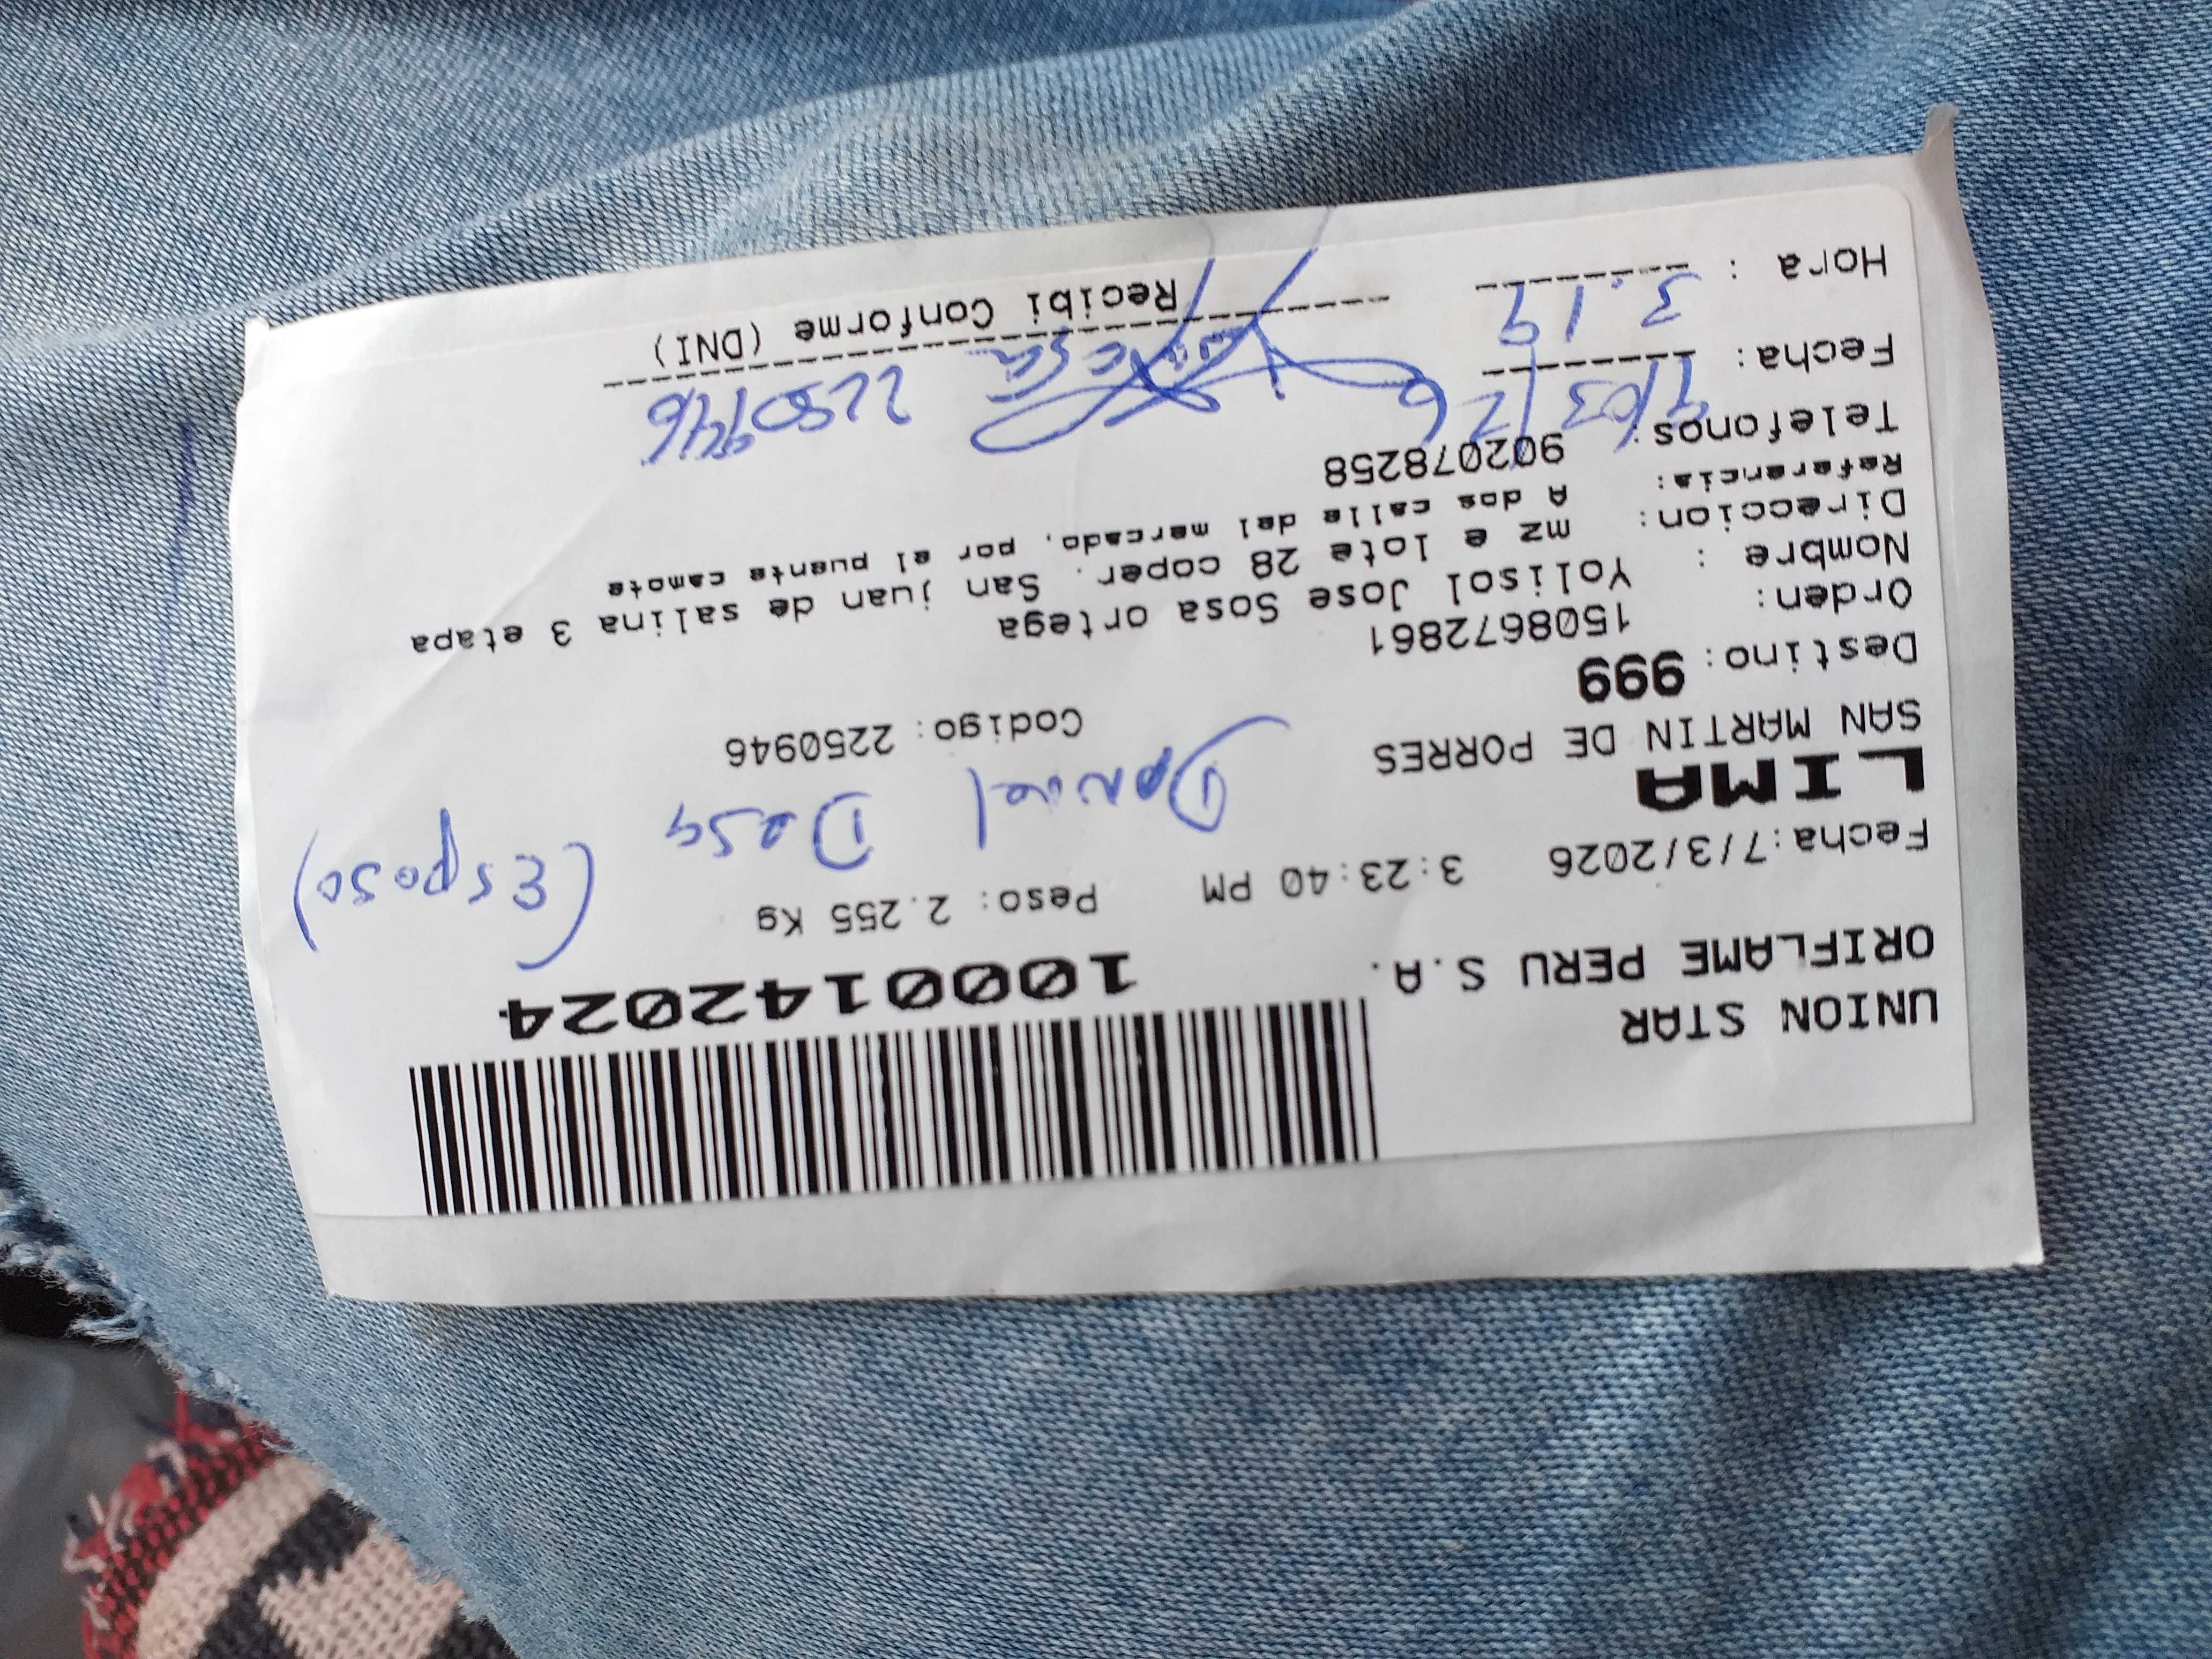 UNION STAR
ORIFLAME PERU S.A.
1000142024
Fecha:7/3/2026 3:23:40 PM Peso: 2.255 Kg
LIMA
Daniel Dasa (Esposo)
SAN MARTIN DE PORRES Codigo: 2250946
Destino: 999
Orden: 1508672861
Nombre : Yolisol Jose Sosa ortega
Direccion: mz e lote 28 coper. San juan de salina 3 etapa
Referencia: A dos calle del mercado, por el puente camote
Telefonos: 902078258
Fecha: 9/03/26
Hora : 3:19
Recibi Conforme (DNI)